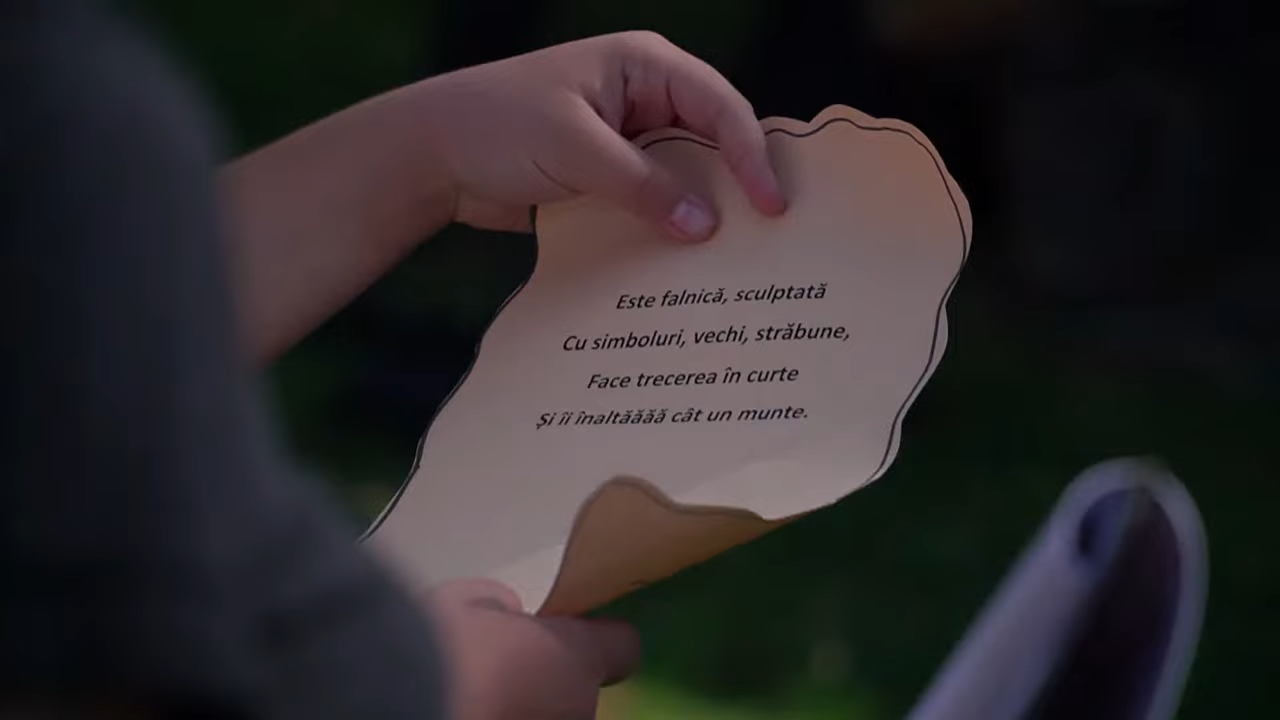 Este falnică, sculptată
Cu simboluri, vechi, străbune,
Face trecerea în curte
Și îi înaltăăăă cât un munte.